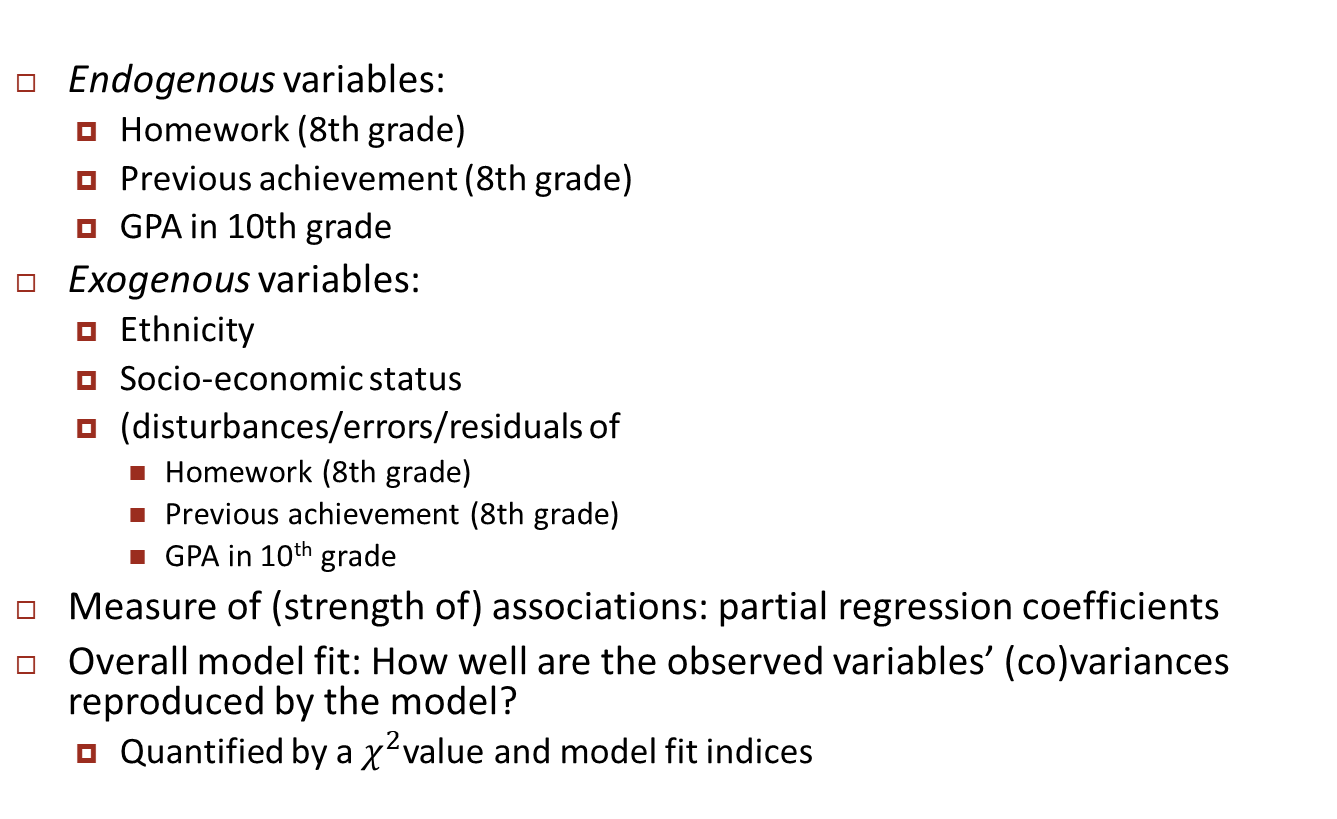 Endogenous variables:
Homework (8th grade)
Previous achievement (8th grade)
GPA in 10th grade
Exogenous variables:
Ethnicity
Socio-economic status
(disturbances/errors/residuals of
Homework (8th grade)
Previous achievement (8th grade)
GPA in 10th grade
Measure of (strength of) associations: partial regression coefficients
Overall model fit: How well are the observed variables’ (co)variances
reproduced by the model?
Quantified by a χ² value and model fit indices